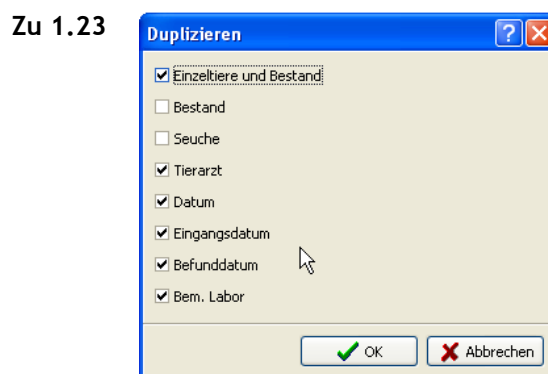 Zu 1.23
Duplizieren
Einzeltiere und Bestand
Bestand
Seuche
Tierarzt
Datum
Eingangsdatum
Befunddatum
Bem. Labor
OK Abbrechen